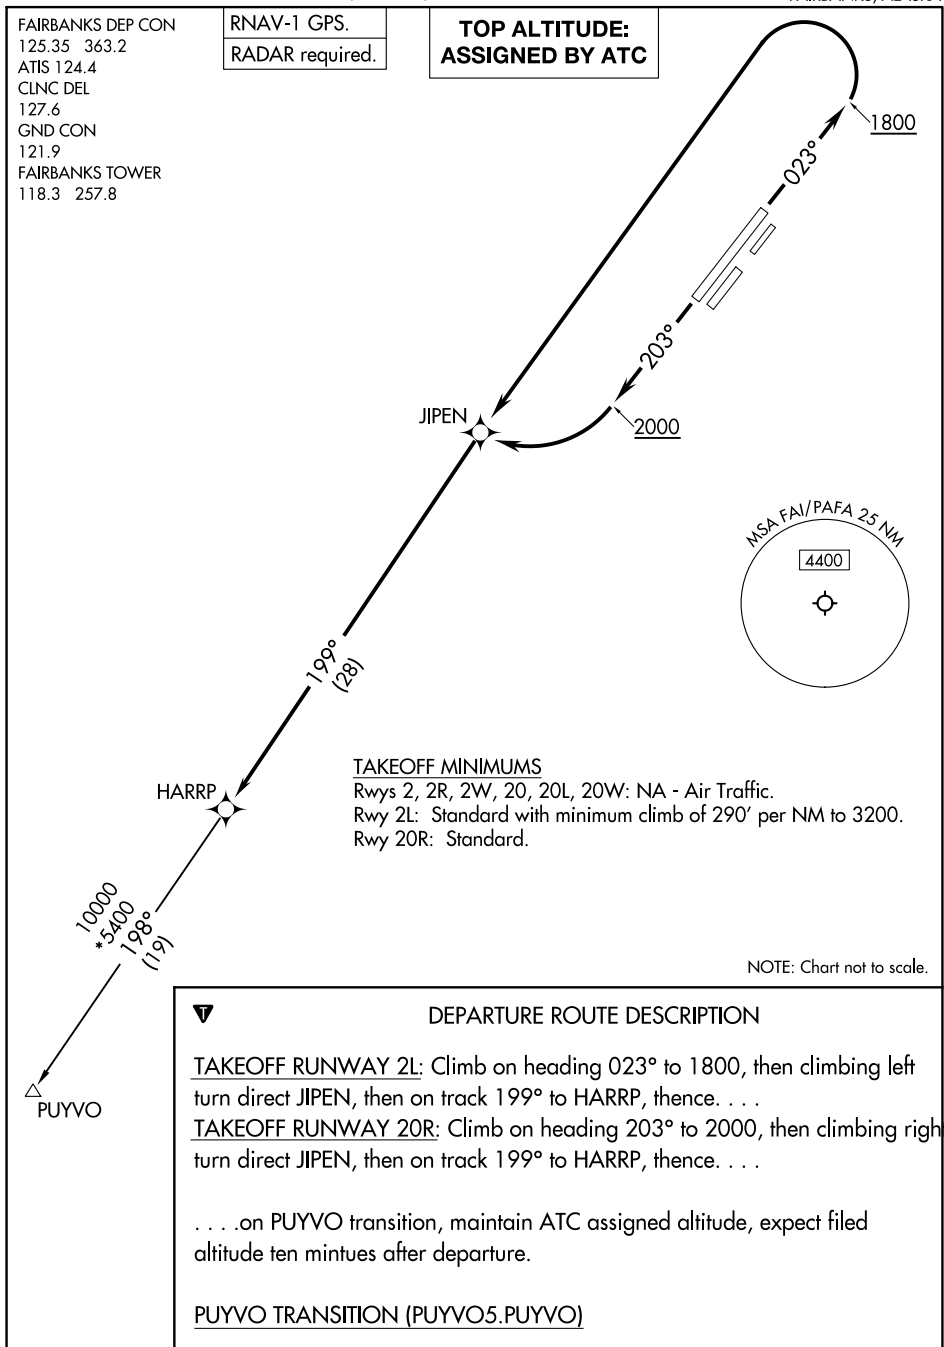 FAIRBANKS DEP CON
125.35 363.2
ATIS 124.4
CLNC DEL
127.6
GND CON
121.9
FAIRBANKS TOWER
118.3 257.8
RNAV-1 GPS.
RADAR required.
TOP ALTITUDE:
ASSIGNED BY ATC
1800
023°
203°
2000
JIPEN
MSA FAI/PAFA 25 NM
4400
199°
(28)
HARRP
TAKEOFF MINIMUMS
Rwys 2, 2R, 2W, 20, 20L, 20W: NA - Air Traffic.
Rwy 2L: Standard with minimum climb of 290' per NM to 3200.
Rwy 20R: Standard.
10000
*5400
198°
(19)
PUYVO
NOTE: Chart not to scale.
T
DEPARTURE ROUTE DESCRIPTION
TAKEOFF RUNWAY 2L: Climb on heading 023° to 1800, then climbing left
turn direct JIPEN, then on track 199° to HARRP, thence. . . .
TAKEOFF RUNWAY 20R: Climb on heading 203° to 2000, then climbing righ
turn direct JIPEN, then on track 199° to HARRP, thence. . . .
. . . .on PUYVO transition, maintain ATC assigned altitude, expect filed
altitude ten mintues after departure.
PUYVO TRANSITION (PUYVO5.PUYVO)